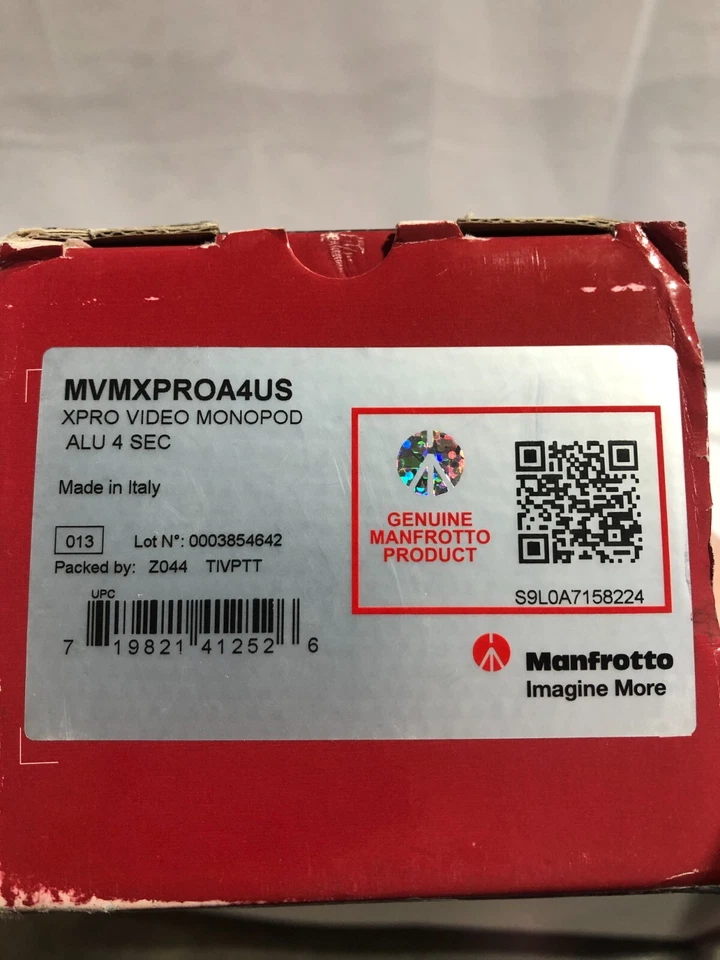 MVMXPROA4US
XPRO VIDEO MONOPOD
ALU 4 SEC
Made in Italy
013 Lot N°: 0003854642
Packed by: Z044 TIVPTT
UPC
7 19821 41252 6
GENUINE
MANFROTTO
PRODUCT
S9L0A7158224
Manfrotto
Imagine More